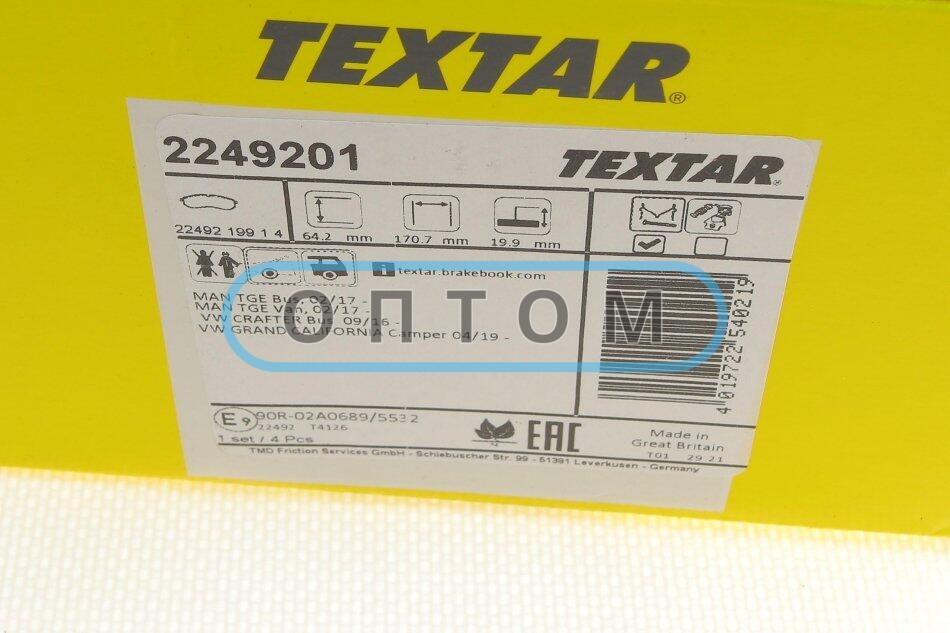 TEXTAR®
2249201
TEXTAR®
22492 199 1 4
64.2 mm
170.7 mm
19.9 mm
i textar.brakebook.com
MAN TGE Bus, 02/17 -
MAN TGE Van, 02/17 -
VW CRAFTER Bus 09/16 -
VW GRAND CALIFORNIA Camper 04/19 -
ОПТОМ
4 019722 540219
E9 90R-02A0689/5532
22492 T4126
1 set / 4 Pcs
EAC
Made in
Great Britain
T01 29 21
TMD Friction Services GmbH - Schlebuscher Str. 99 - 51381 Leverkusen - Germany